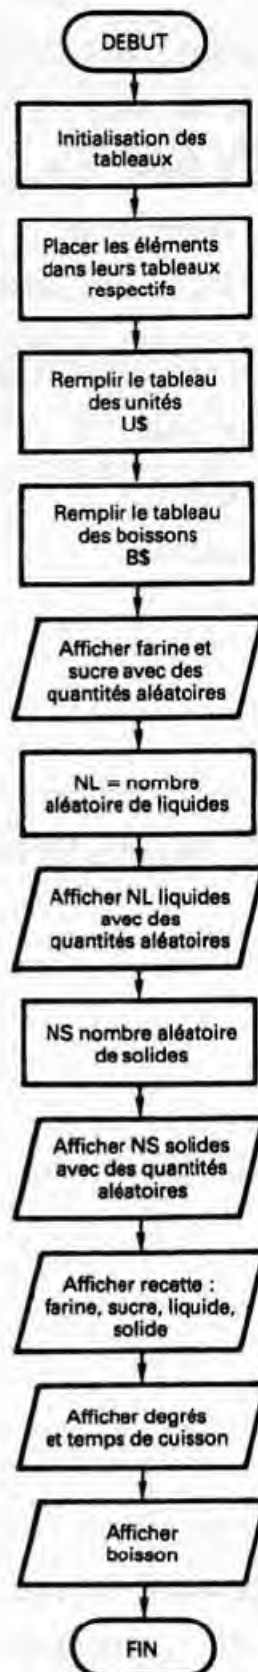 DEBUT
Initialisation des
tableaux
Placer les éléments
dans leurs tableaux
respectifs
Remplir le tableau
des unités
U$
Remplir le tableau
des boissons
B$
Afficher farine et
sucre avec des
quantités aléatoires
NL = nombre
aléatoire de liquides
Afficher NL liquides
avec des
quantités aléatoires
NS nombre aléatoire
de solides
Afficher NS solides
avec des quantités
aléatoires
Afficher recette :
farine, sucre, liquide,
solide
Afficher degrés
et temps de cuisson
Afficher
boisson
FIN